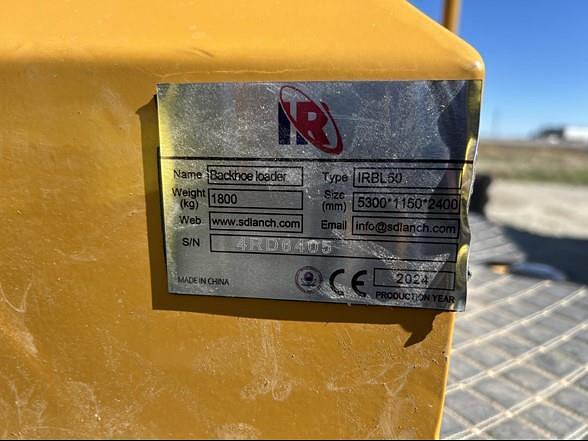 IR
Name Backhoe loader Type IRBL50
Weight (kg) 1800 Size (mm) 5300*1150*2400
Web www.sdlanch.com Email info@sdlanch.com
S/N 4RD6405
MADE IN CHINA CE 2024
PRODUCTION YEAR